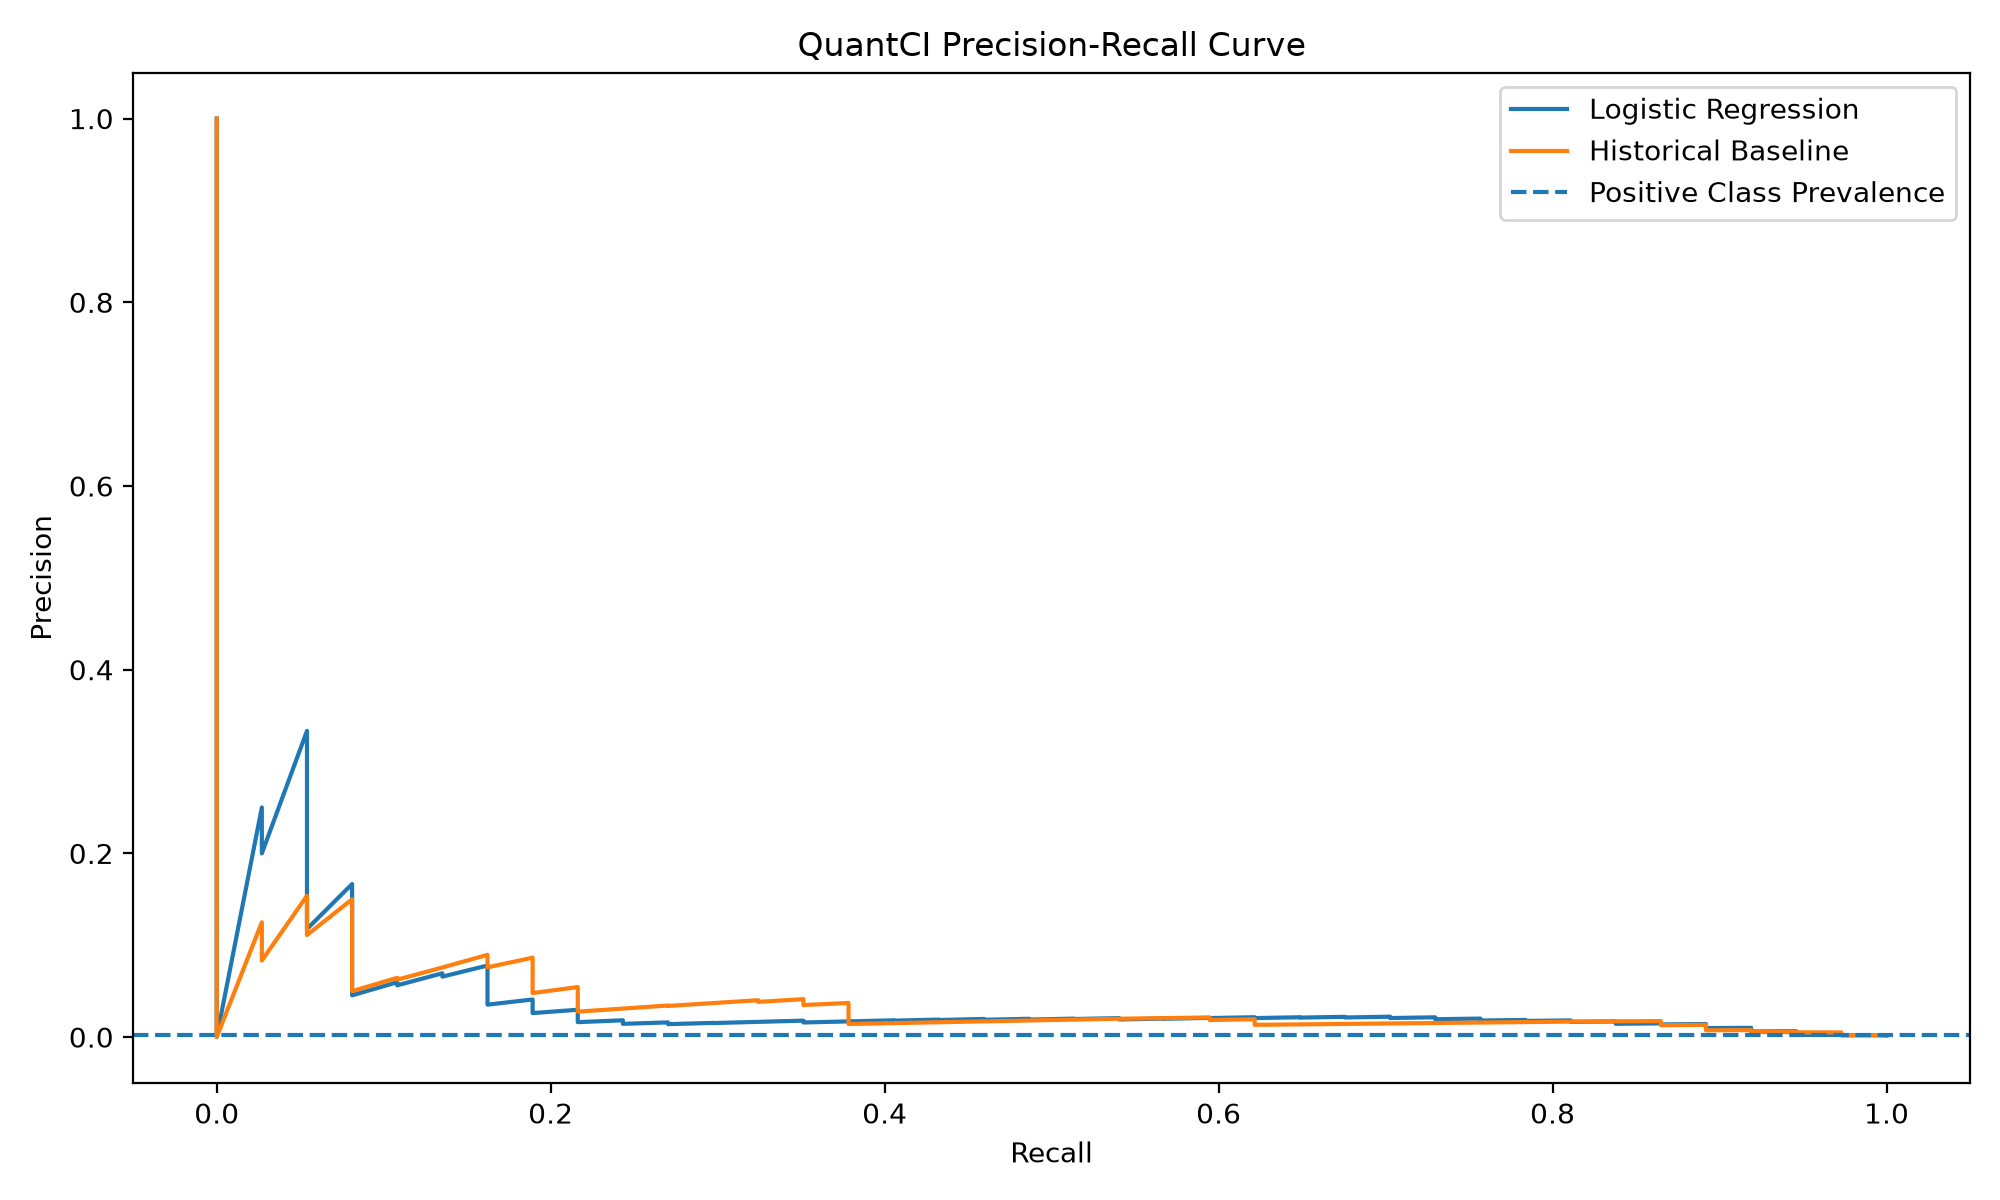 QuantCI Precision-Recall Curve
Logistic Regression
Historical Baseline
Positive Class Prevalence
Precision
1.0
0.8
0.6
0.4
0.2
0.0
0.0 0.2 0.4 0.6 0.8 1.0
Recall